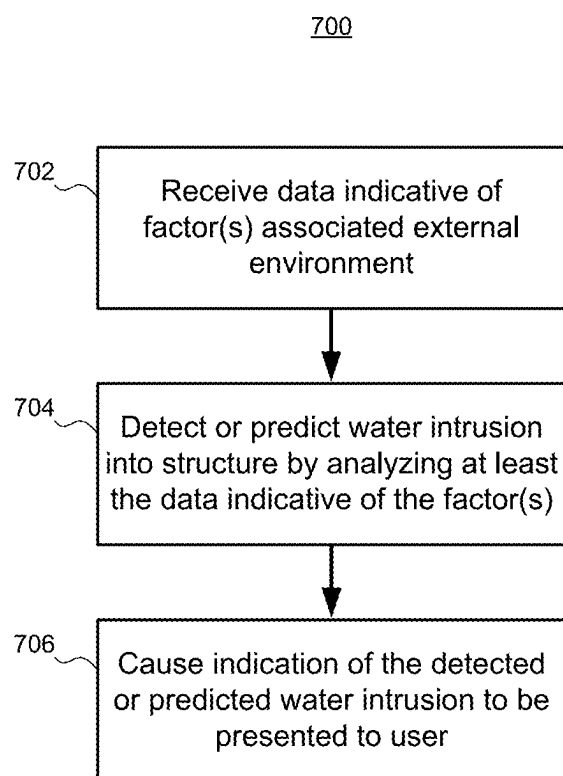 700
702
Receive data indicative of
factor(s) associated external
environment
704
Detect or predict water intrusion
into structure by analyzing at least
the data indicative of the factor(s)
706
Cause indication of the detected
or predicted water intrusion to be
presented to user